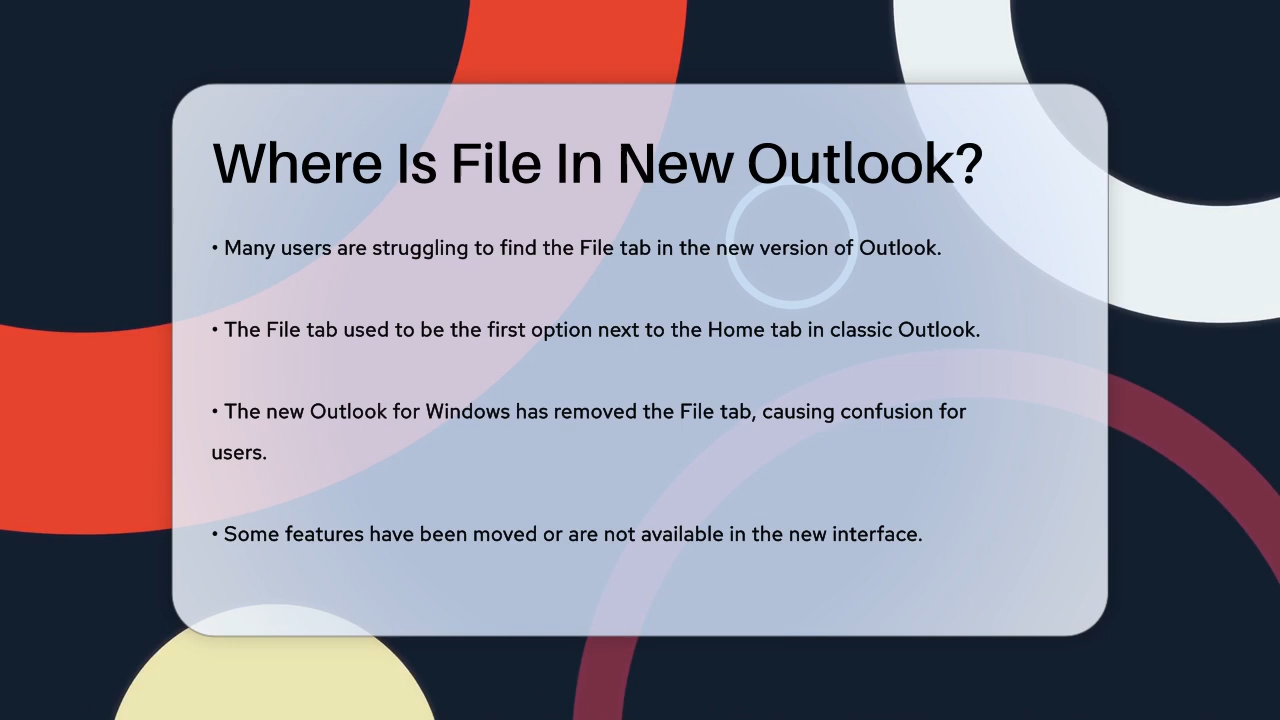 Where Is File In New Outlook?
• Many users are struggling to find the File tab in the new version of Outlook.
• The File tab used to be the first option next to the Home tab in classic Outlook.
• The new Outlook for Windows has removed the File tab, causing confusion for
users.
• Some features have been moved or are not available in the new interface.